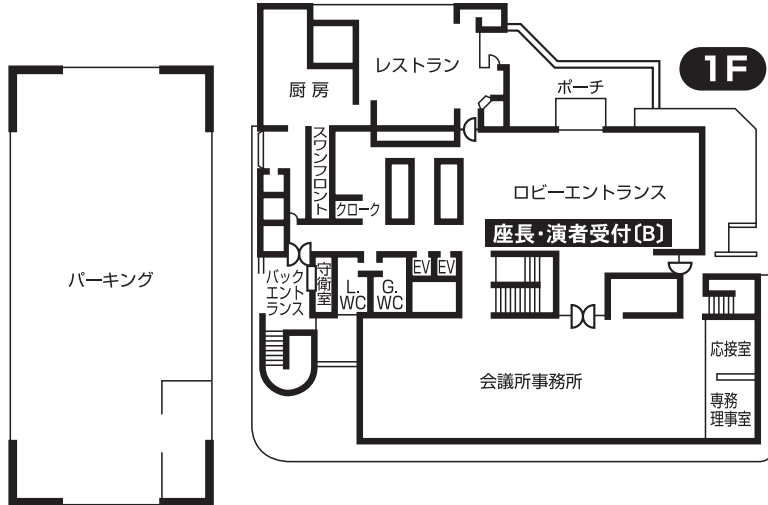 1F
レストラン
厨房
ポーチ
スワンフロント
クローク
ロビーエントランス
座長・演者受付〔B〕
パーキング
バック
エント
ランス
守衛室
L.
WC
G.
WC
EV
EV
会議所事務所
応接室
専務
理事室